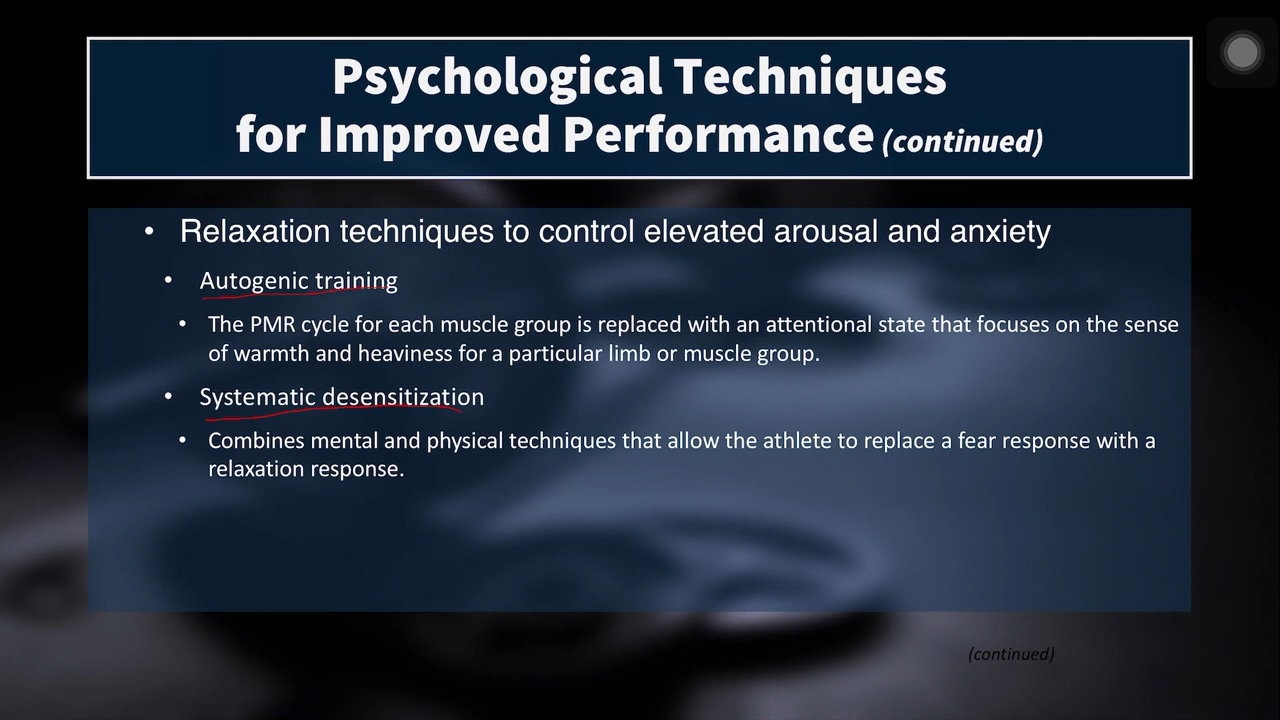 Psychological Techniques
for Improved Performance (continued)
• Relaxation techniques to control elevated arousal and anxiety
• Autogenic training
• The PMR cycle for each muscle group is replaced with an attentional state that focuses on the sense
of warmth and heaviness for a particular limb or muscle group.
• Systematic desensitization
• Combines mental and physical techniques that allow the athlete to replace a fear response with a
relaxation response.
(continued)